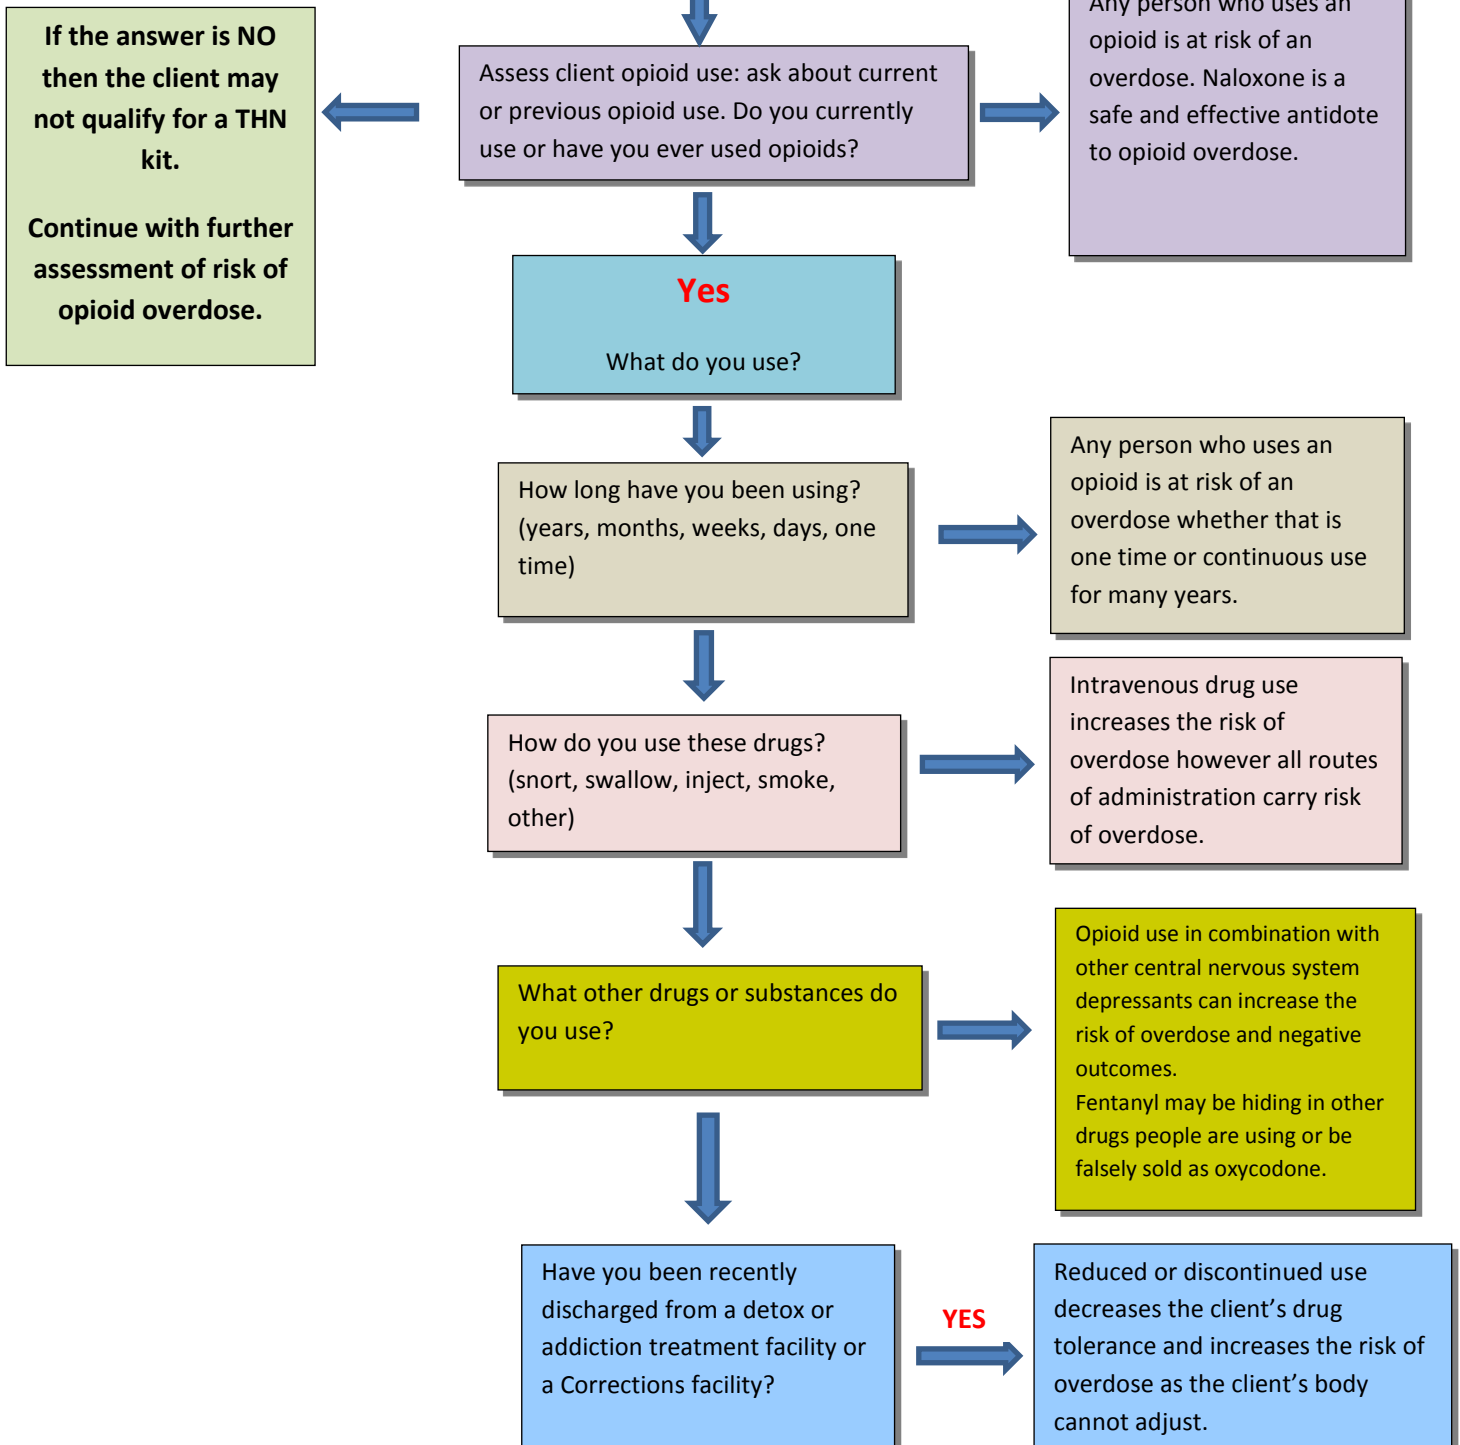 If the answer is NO
then the client may
not qualify for a THN
kit.
Continue with further
assessment of risk of
opioid overdose.
Assess client opioid use: ask about current
or previous opioid use. Do you currently
use or have you ever used opioids?
Any person who uses an
opioid is at risk of an
overdose. Naloxone is a
safe and effective antidote
to opioid overdose.
Yes
What do you use?
How long have you been using?
(years, months, weeks, days, one
time)
Any person who uses an
opioid is at risk of an
overdose whether that is
one time or continuous use
for many years.
How do you use these drugs?
(snort, swallow, inject, smoke,
other)
Intravenous drug use
increases the risk of
overdose however all routes
of administration carry risk
of overdose.
What other drugs or substances do
you use?
Opioid use in combination with
other central nervous system
depressants can increase the
risk of overdose and negative
outcomes.
Fentanyl may be hiding in other
drugs people are using or be
falsely sold as oxycodone.
Have you been recently
discharged from a detox or
addiction treatment facility or
a Corrections facility?
YES
Reduced or discontinued use
decreases the client’s drug
tolerance and increases the risk of
overdose as the client’s body
cannot adjust.